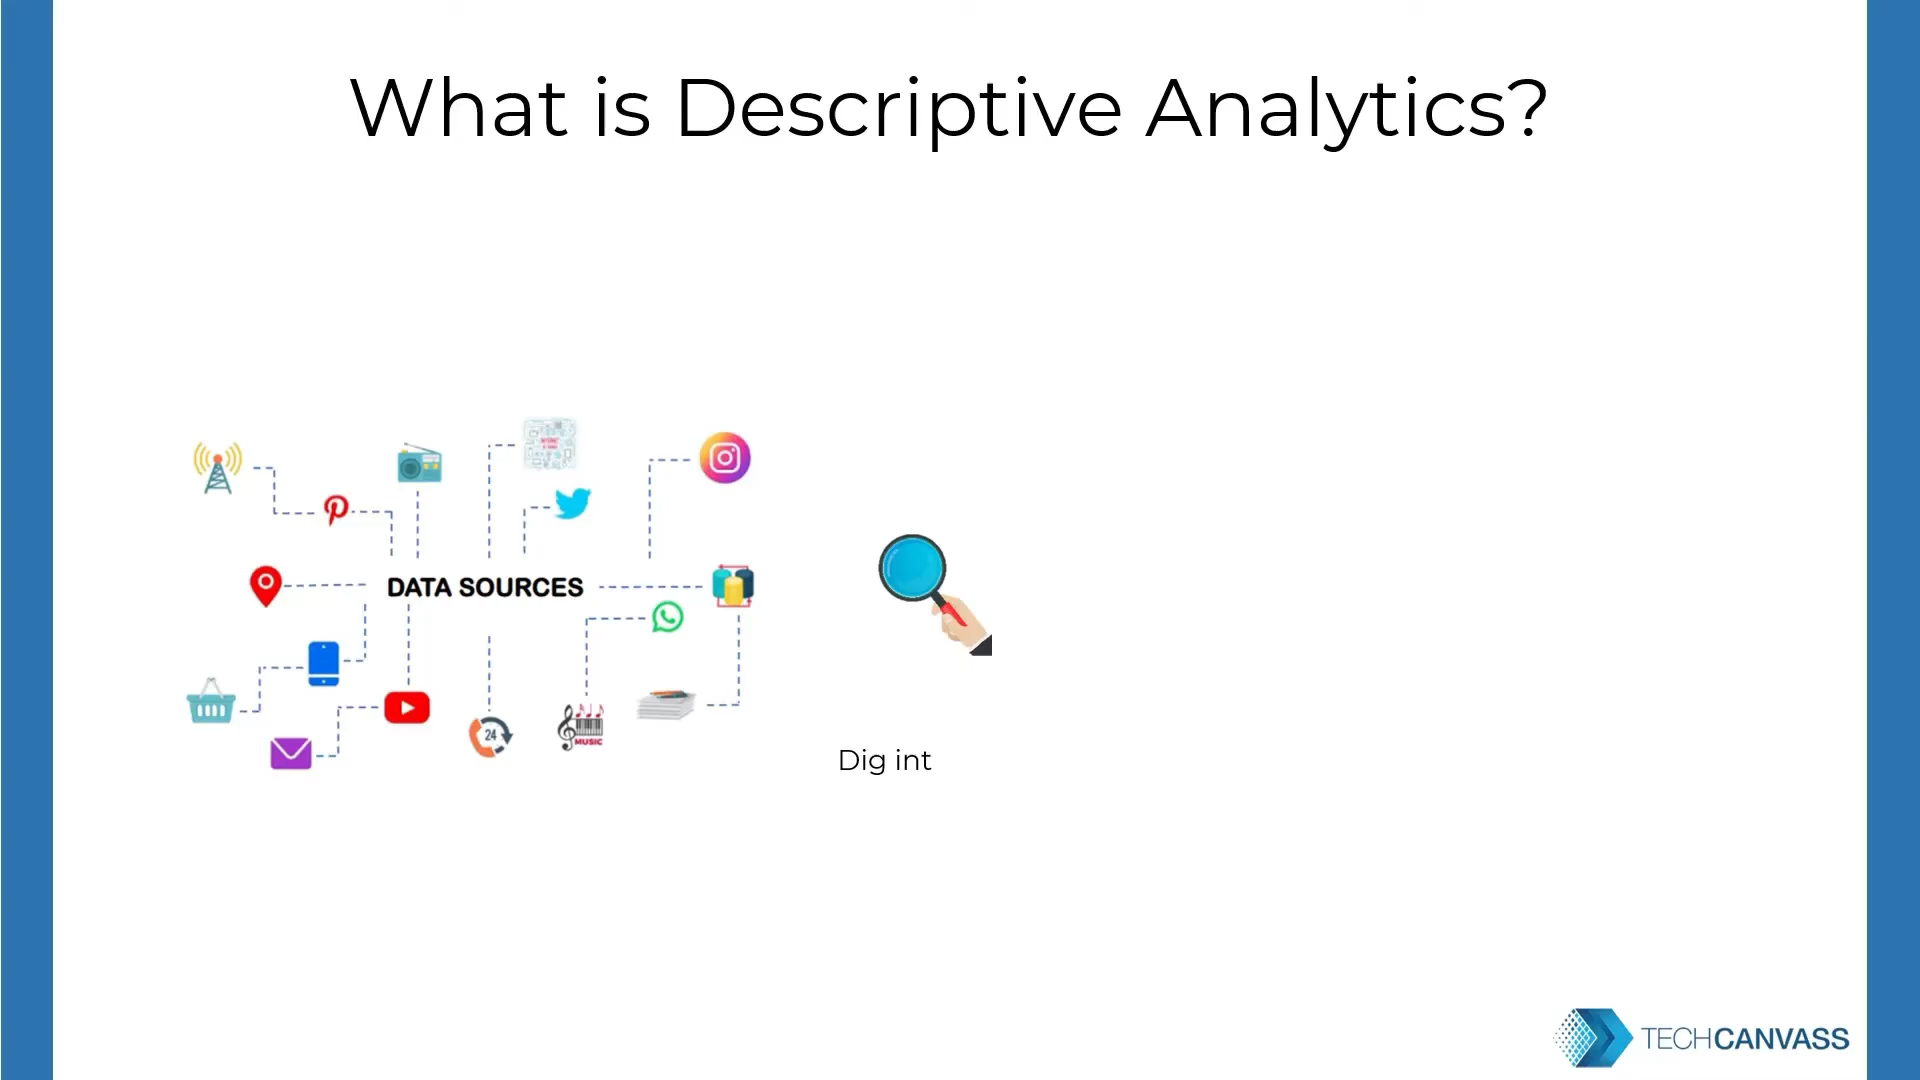 What is Descriptive Analytics?
DATA SOURCES
24
MUSIC
Dig int
TECHCANVASS